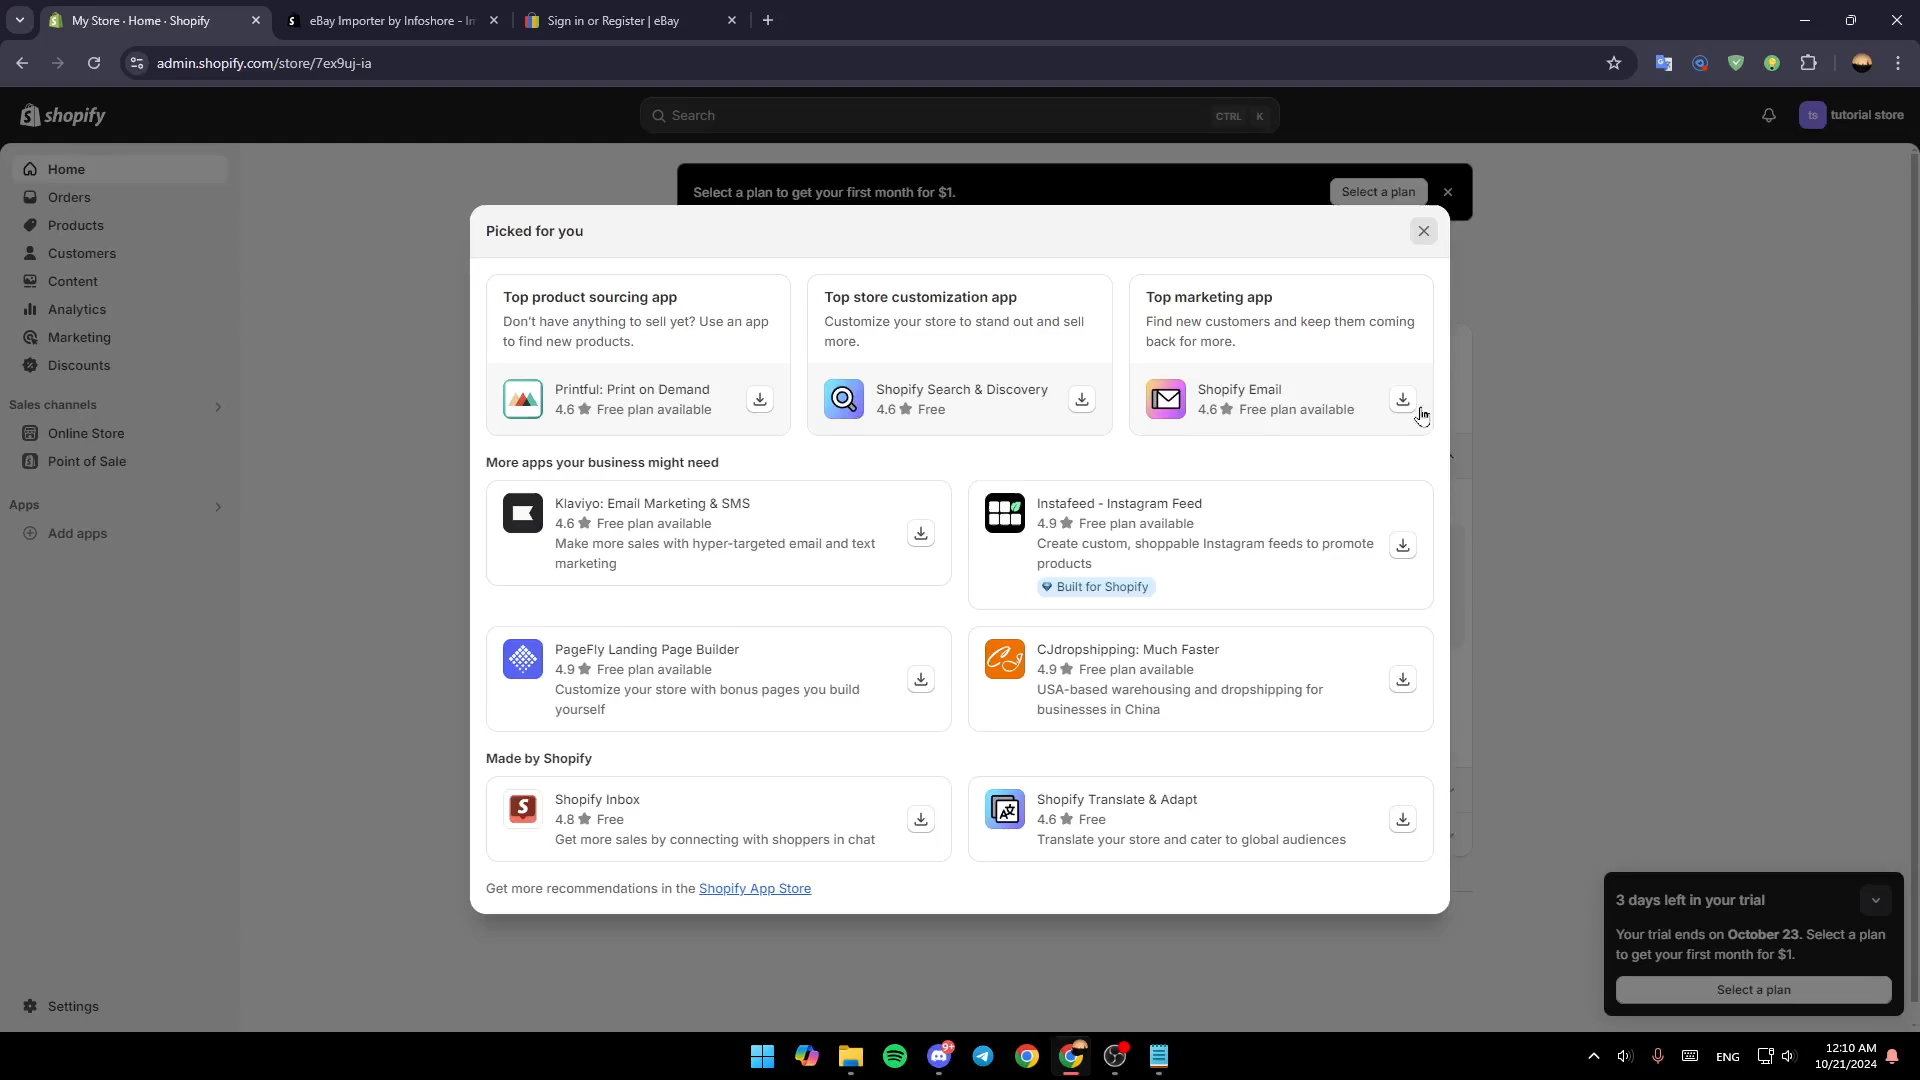 My Store · Home · Shopify
eBay Importer by Infoshore - Im
Sign in or Register | eBay
admin.shopify.com/store/7ex9uj-ia
shopify
Search
CTRL K
ts
tutorial store
Home
Orders
Products
Customers
Content
Analytics
Marketing
Discounts
Sales channels
Online Store
Point of Sale
Apps
Add apps
Settings
Select a plan to get your first month for $1.
Select a plan
Picked for you
Top product sourcing app
Don't have anything to sell yet? Use an app
to find new products.
Printful: Print on Demand
4.6★ Free plan available
Top store customization app
Customize your store to stand out and sell
more.
Shopify Search & Discovery
4.6★ Free
Top marketing app
Find new customers and keep them coming
back for more.
Shopify Email
4.6★ Free plan available
More apps your business might need
Klaviyo: Email Marketing & SMS
4.6★ Free plan available
Make more sales with hyper-targeted email and text
marketing
Instafeed - Instagram Feed
4.9★ Free plan available
Create custom, shoppable Instagram feeds to promote
products
Built for Shopify
PageFly Landing Page Builder
4.9★ Free plan available
Customize your store with bonus pages you build
yourself
CJdropshipping: Much Faster
4.9★ Free plan available
USA-based warehousing and dropshipping for
businesses in China
Made by Shopify
Shopify Inbox
4.8★ Free
Get more sales by connecting with shoppers in chat
Shopify Translate & Adapt
4.6★ Free
Translate your store and cater to global audiences
Get more recommendations in the Shopify App Store
3 days left in your trial
Your trial ends on October 23. Select a plan
to get your first month for $1.
Select a plan
9+
ENG
12:10 AM
10/21/2024